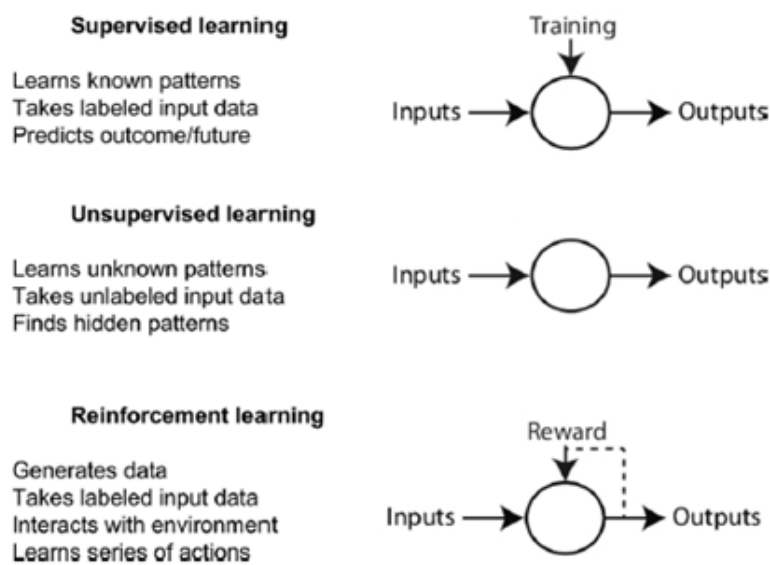 Supervised learning
Training
Learns known patterns
Takes labeled input data
Predicts outcome/future
Inputs
Outputs
Unsupervised learning
Learns unknown patterns
Takes unlabeled input data
Finds hidden patterns
Inputs
Outputs
Reinforcement learning
Reward
Generates data
Takes labeled input data
Interacts with environment
Learns series of actions
Inputs
Outputs